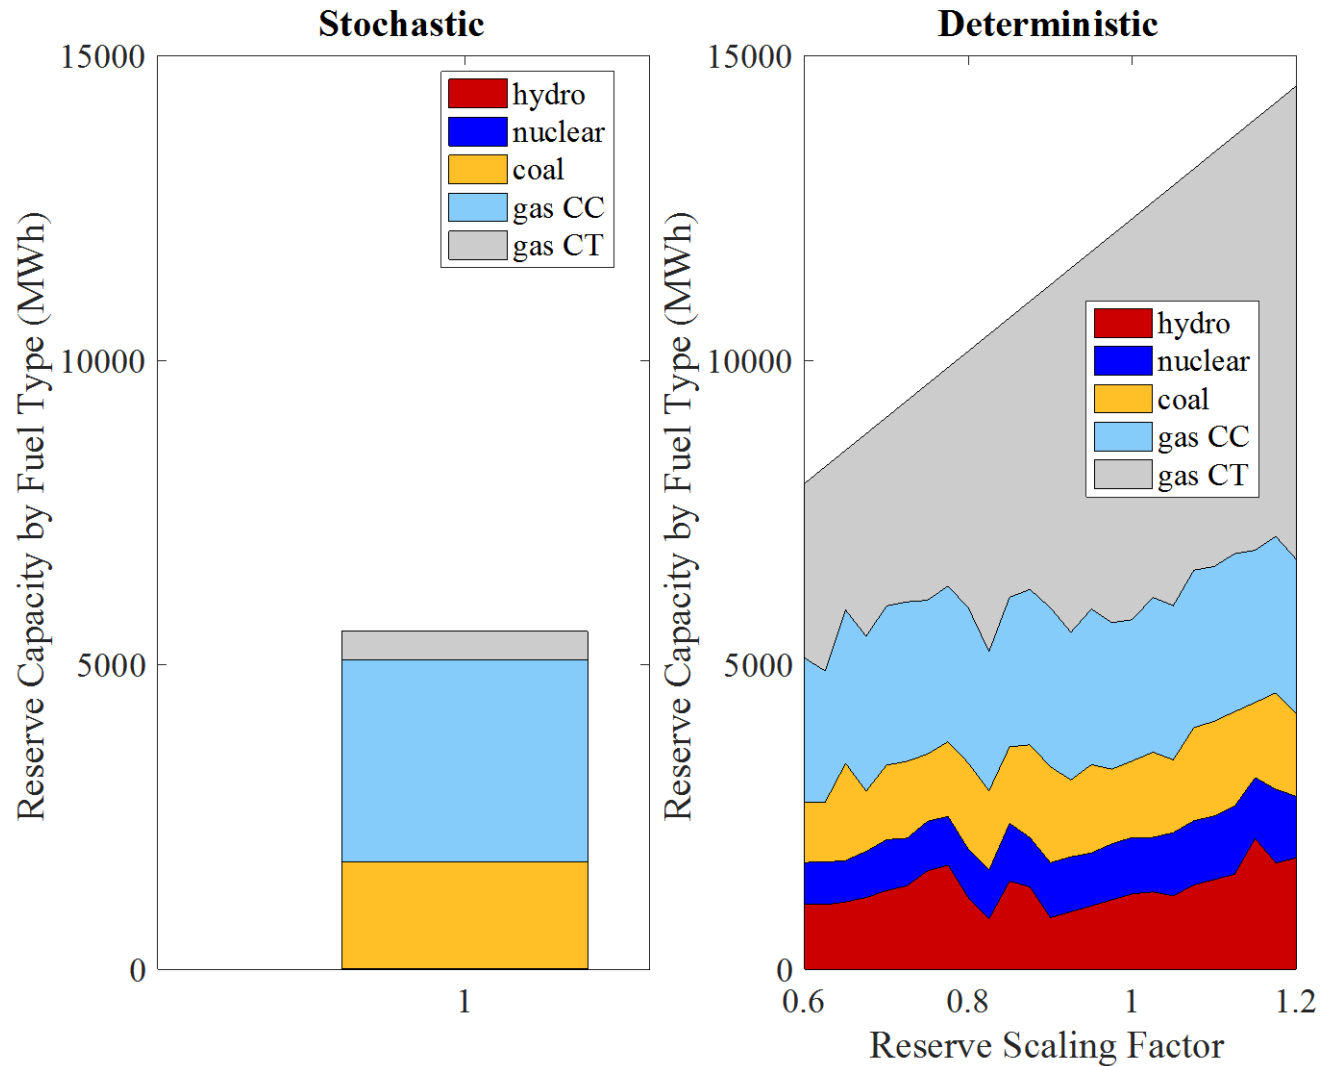 Stochastic
Reserve Capacity by Fuel Type (MWh)
15000
10000
5000
0
1
hydro
nuclear
coal
gas CC
gas CT
Deterministic
Reserve Capacity by Fuel Type (MWh)
15000
10000
5000
0
0.6
0.8
1
1.2
Reserve Scaling Factor
hydro
nuclear
coal
gas CC
gas CT